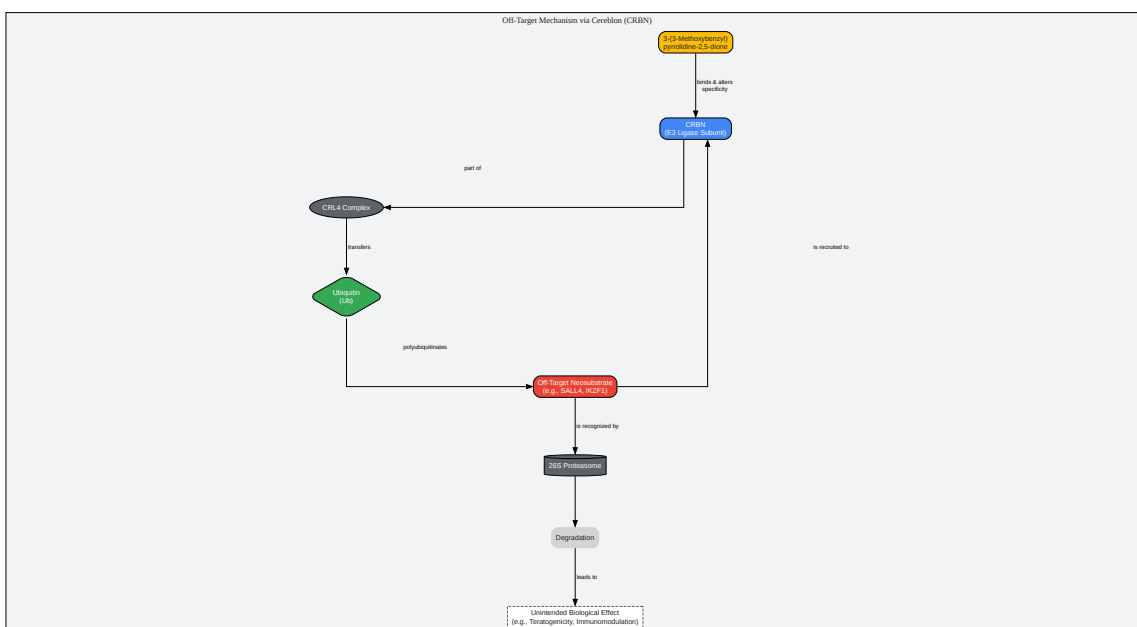 Off-Target Mechanism via Cereblon (CRBN)
3-(3-Methoxybenzyl)
pyrrolidine-2,5-dione
binds & alters
specificity
CRBN
(E3 Ligase Subunit)
part of
CRL4 Complex
transfers
is recruited to
Ubiquitin
(Ub)
polyubiquitinates
Off-Target Neosubstrate
(e.g., SALL4, IKZF1)
is recognized by
26S Proteasome
Degradation
leads to
Unintended Biological Effect
(e.g., Teratogenicity, Immunomodulation)